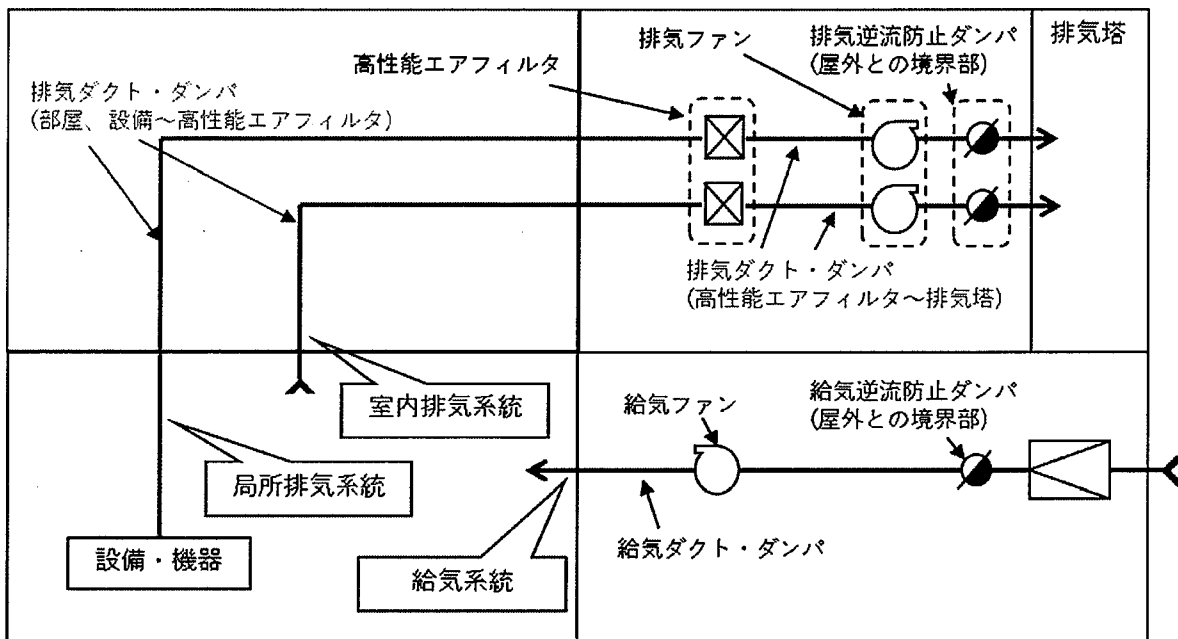 排気ファン
排気逆流防止ダンパ
(屋外との境界部)
排気塔
高性能エアフィルタ
排気ダクト・ダンパ
(部屋、設備～高性能エアフィルタ)
排気ダクト・ダンパ
(高性能エアフィルタ～排気塔)
室内排気系統
給気ファン
給気逆流防止ダンパ
(屋外との境界部)
局所排気系統
設備・機器
給気系統
給気ダクト・ダンパ